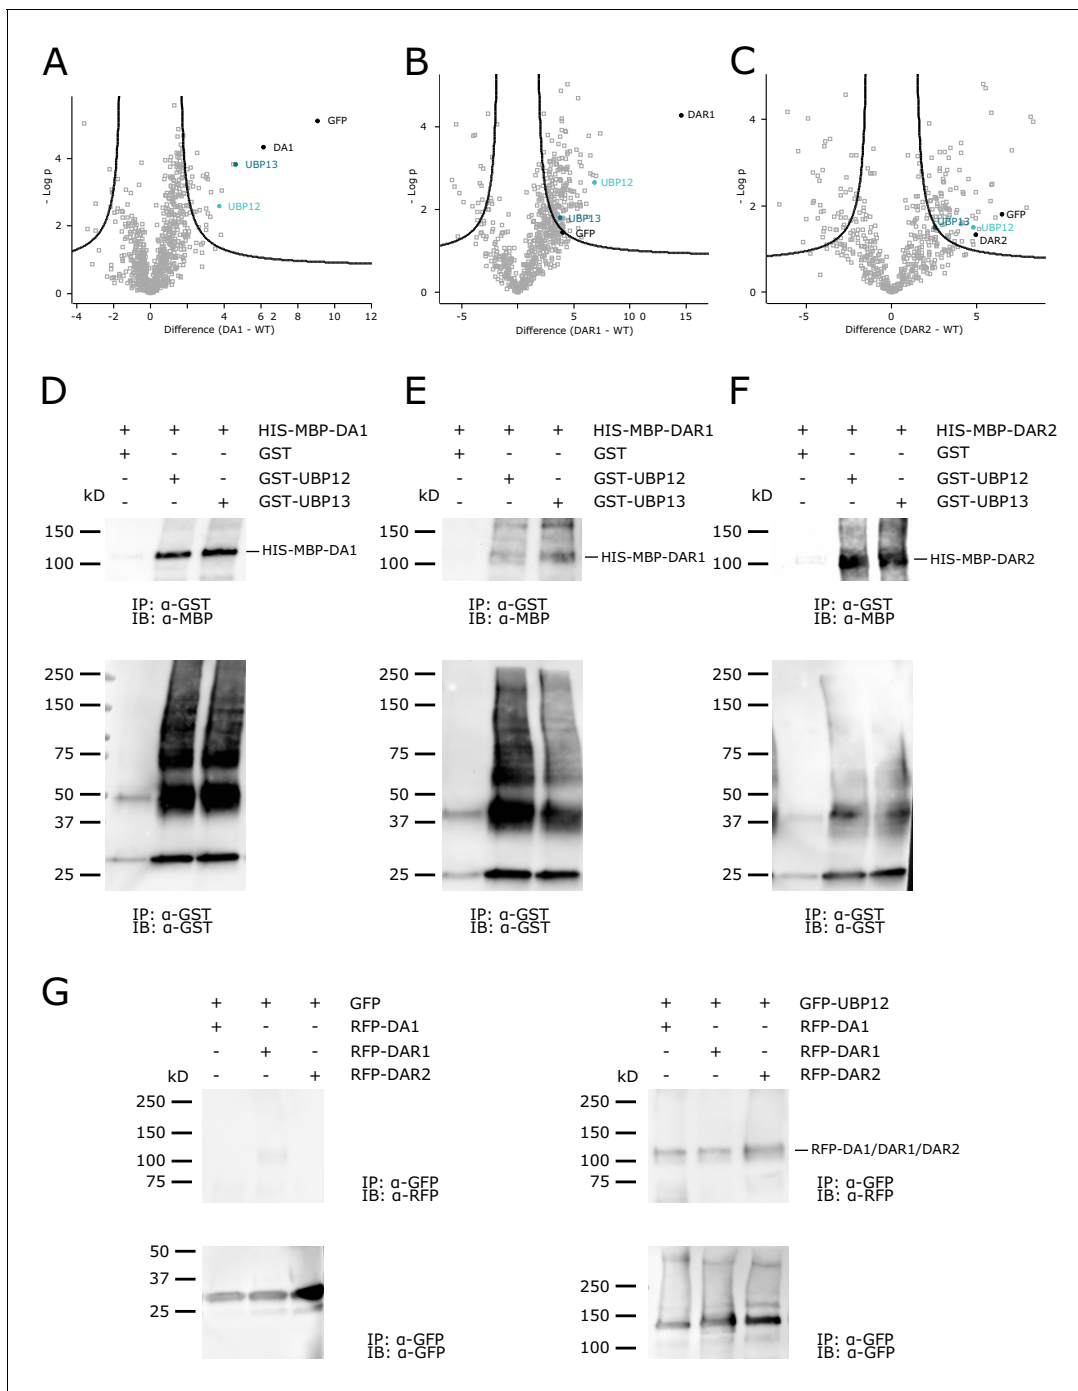 A
B
C
- Log p
4
2
0
GFP
DA1
UBP13
UBP12
-4
-2
0
2
4
6 2
8
10
12
Difference (DA1 - WT)
- Log p
4
2
0
DAR1
UBP12
UBP13
GFP
-5
0
5
10 0
15
Difference (DAR1 - WT)
- Log p
4
2
0
UBP13
GFP
UBP12
DAR2
-5
0
5
Difference (DAR2 - WT)
D
+ + + HIS-MBP-DA1
+ - - GST
- + - GST-UBP12
kD - - + GST-UBP13
150
100
HIS-MBP-DA1
IP: α-GST
IB: α-MBP
250
150
75
50
37
25
IP: α-GST
IB: α-GST
E
+ + + HIS-MBP-DAR1
+ - - GST
- + - GST-UBP12
kD - - + GST-UBP13
150
100
HIS-MBP-DAR1
IP: α-GST
IB: α-MBP
250
150
75
50
37
25
IP: α-GST
IB: α-GST
F
+ + + HIS-MBP-DAR2
+ - - GST
- + - GST-UBP12
kD - - + GST-UBP13
150
100
HIS-MBP-DAR2
IP: α-GST
IB: α-MBP
250
150
75
50
37
25
IP: α-GST
IB: α-GST
G
+ + + GFP
+ - - RFP-DA1
- + - RFP-DAR1
kD - - + RFP-DAR2
250
150
100
75
IP: α-GFP
IB: α-RFP
50
37
25
IP: α-GFP
IB: α-GFP
+ + + GFP-UBP12
+ - - RFP-DA1
- + - RFP-DAR1
kD - - + RFP-DAR2
250
150
100
75
RFP-DA1/DAR1/DAR2
IP: α-GFP
IB: α-RFP
250
150
100
IP: α-GFP
IB: α-GFP